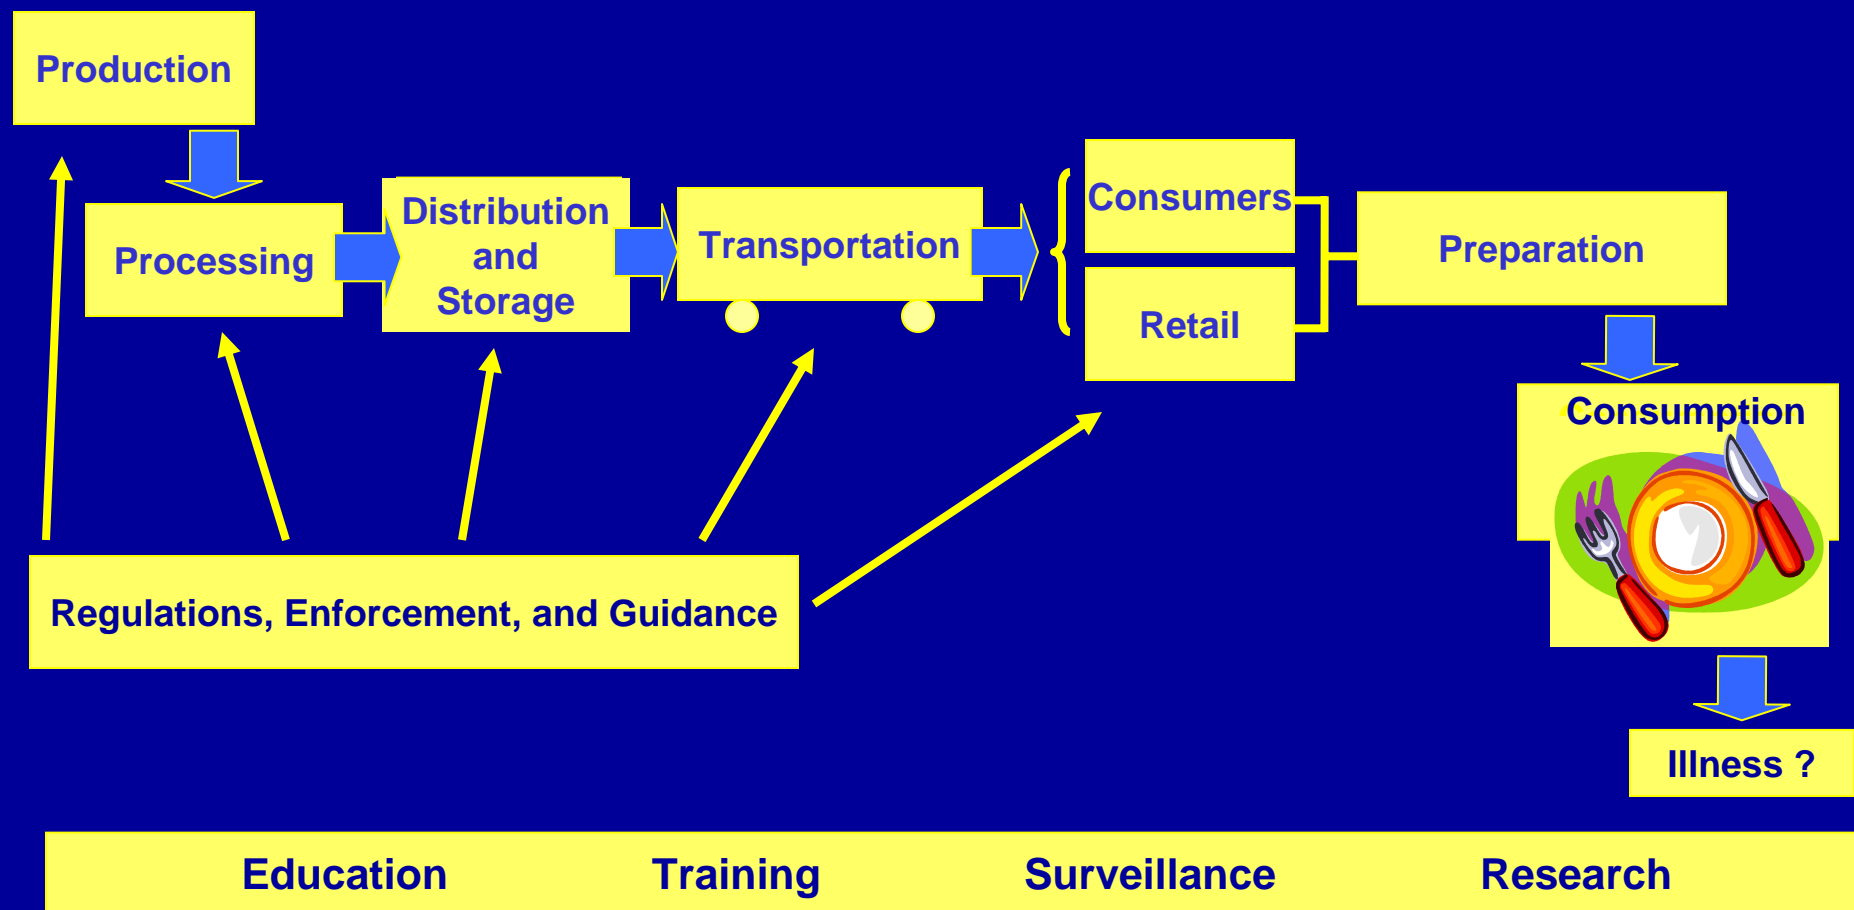 Production
Processing
Distribution
and
Storage
Transportation
Consumers
Retail
Preparation
Consumption
Regulations, Enforcement, and Guidance
Illness ?
Education Training Surveillance Research